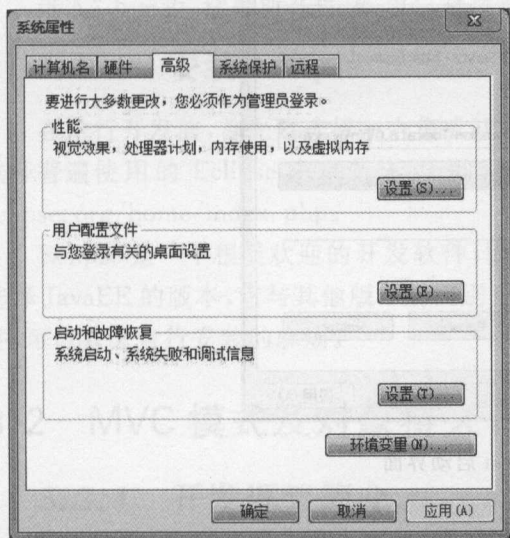 系统属性
计算机名 硬件 高级 系统保护 远程
要进行大多数更改，您必须作为管理员登录。
性能
视觉效果，处理器计划，内存使用，以及虚拟内存
设置(S)...
用户配置文件
与您登录有关的桌面设置
设置(E)...
启动和故障恢复
系统启动、系统失败和调试信息
设置(T)...
环境变量(N)...
确定 取消 应用(A)